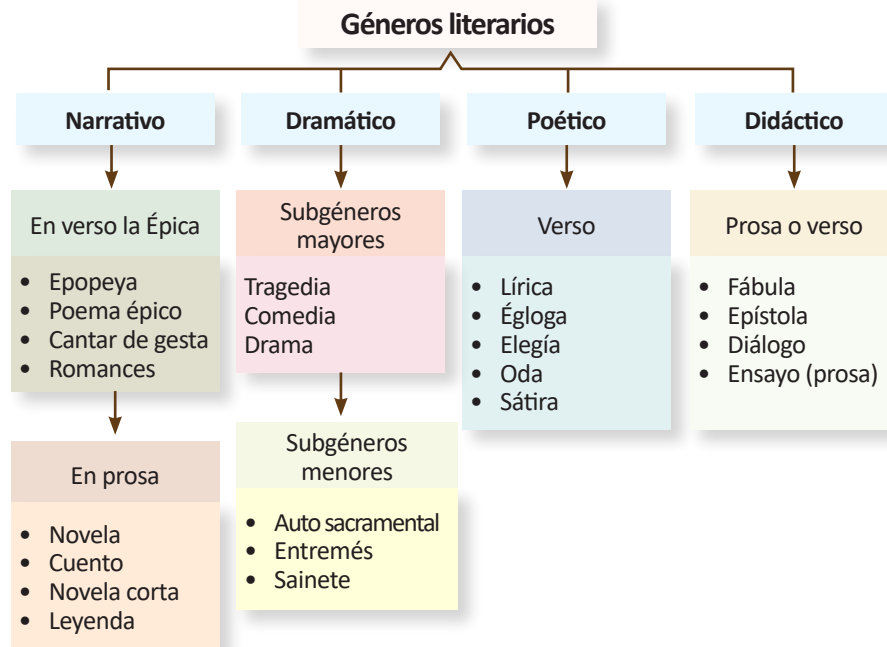 Géneros literarios
Narrativo
En verso la Épica
• Epopeya
• Poema épico
• Cantar de gesta
• Romances
En prosa
• Novela
• Cuento
• Novela corta
• Leyenda
Dramático
Subgéneros
mayores
Tragedia
Comedia
Drama
Subgéneros
menores
• Auto sacramental
• Entremés
• Sainete
Poético
Verso
• Lírica
• Égloga
• Elegía
• Oda
• Sátira
Didáctico
Prosa o verso
• Fábula
• Epístola
• Diálogo
• Ensayo (prosa)